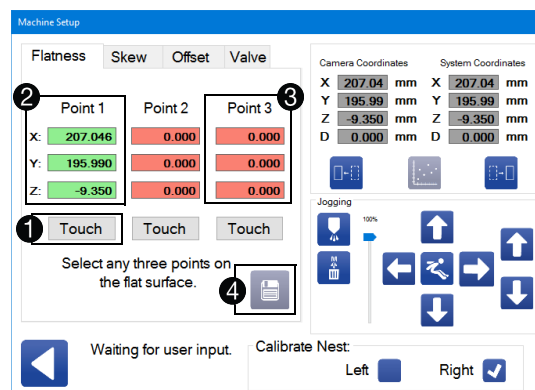 Machine Setup
Flatness Skew Offset Valve
2 Point 1 Point 2 Point 3 3
X: 207.046 0.000 0.000
Y: 195.990 0.000 0.000
Z: -9.350 0.000 0.000
1 Touch Touch Touch
Select any three points on
the flat surface.
4
Waiting for user input.
Camera Coordinates System Coordinates
X 207.04 mm X 207.04 mm
Y 195.99 mm Y 195.99 mm
Z -9.350 mm Z -9.350 mm
D 0.000 mm D 0.000 mm
Jogging
100%
Calibrate Nest:
Left Right